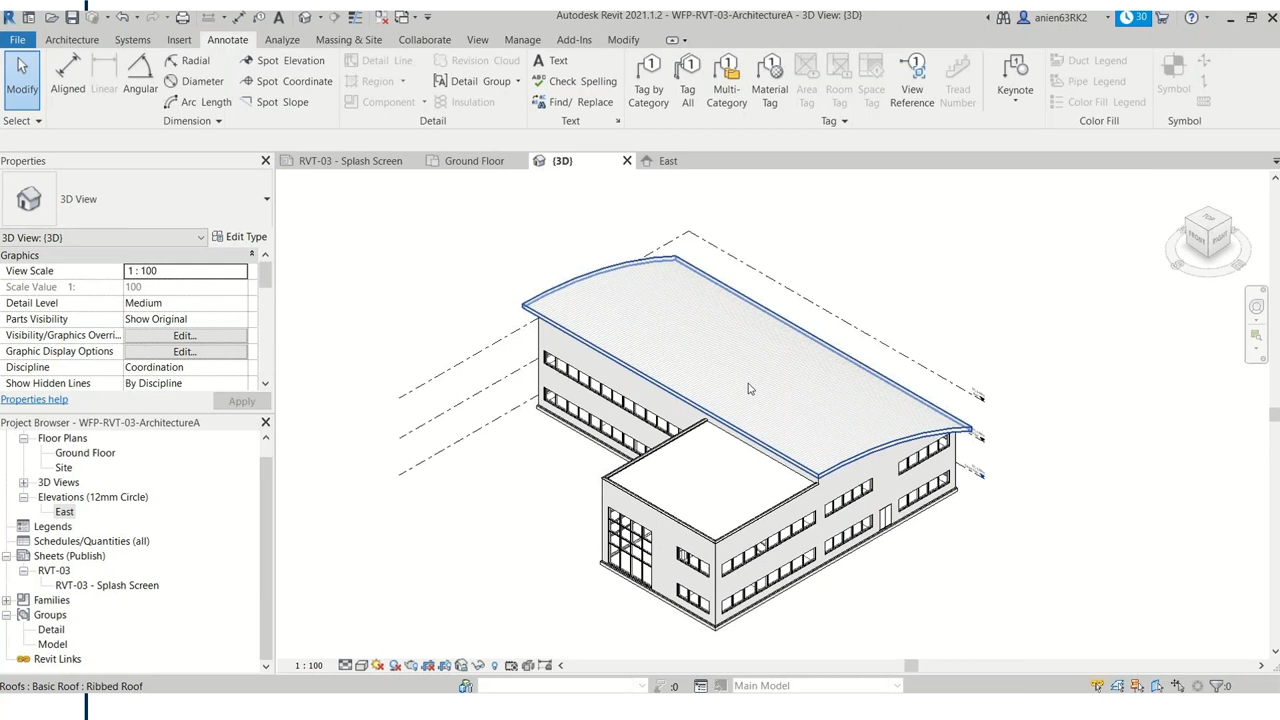 Autodesk Revit 2021.1.2 - WFP-RVT-03-ArchitectureA - 3D View: {3D}
anien63RK2
30
File Architecture Systems Insert Annotate Analyze Massing & Site Collaborate View Manage Add-Ins Modify
Modify
Select
Aligned
Linear
Angular
Radial
Diameter
Arc Length
Spot Elevation
Spot Coordinate
Spot Slope
Dimension
Detail Line
Region
Component
Revision Cloud
Detail Group
Insulation
Detail
Text
Check Spelling
Find/ Replace
Text
Tag by Category
Tag All
Multi-Category
Material Tag
Area Tag
Room Tag
Space Tag
View Reference
Tread Number
Tag
Keynote
Duct Legend
Pipe Legend
Color Fill Legend
Color Fill
Symbol
Symbol
Properties
RVT-03 - Splash Screen
Ground Floor
{3D}
East
3D View
3D View: {3D}
Edit Type
Graphics
View Scale 1 : 100
Scale Value 1: 100
Detail Level Medium
Parts Visibility Show Original
Visibility/Graphics Overri... Edit...
Graphic Display Options Edit...
Discipline Coordination
Show Hidden Lines By Discipline
Properties help
Apply
Project Browser - WFP-RVT-03-ArchitectureA
Floor Plans
Ground Floor
Site
3D Views
Elevations (12mm Circle)
East
Legends
Schedules/Quantities (all)
Sheets (Publish)
RVT-03
RVT-03 - Splash Screen
Families
Groups
Detail
Model
Revit Links
TOP
FRONT
RIGHT
1 : 100
Roofs : Basic Roof : Ribbed Roof
:0
Main Model
:0